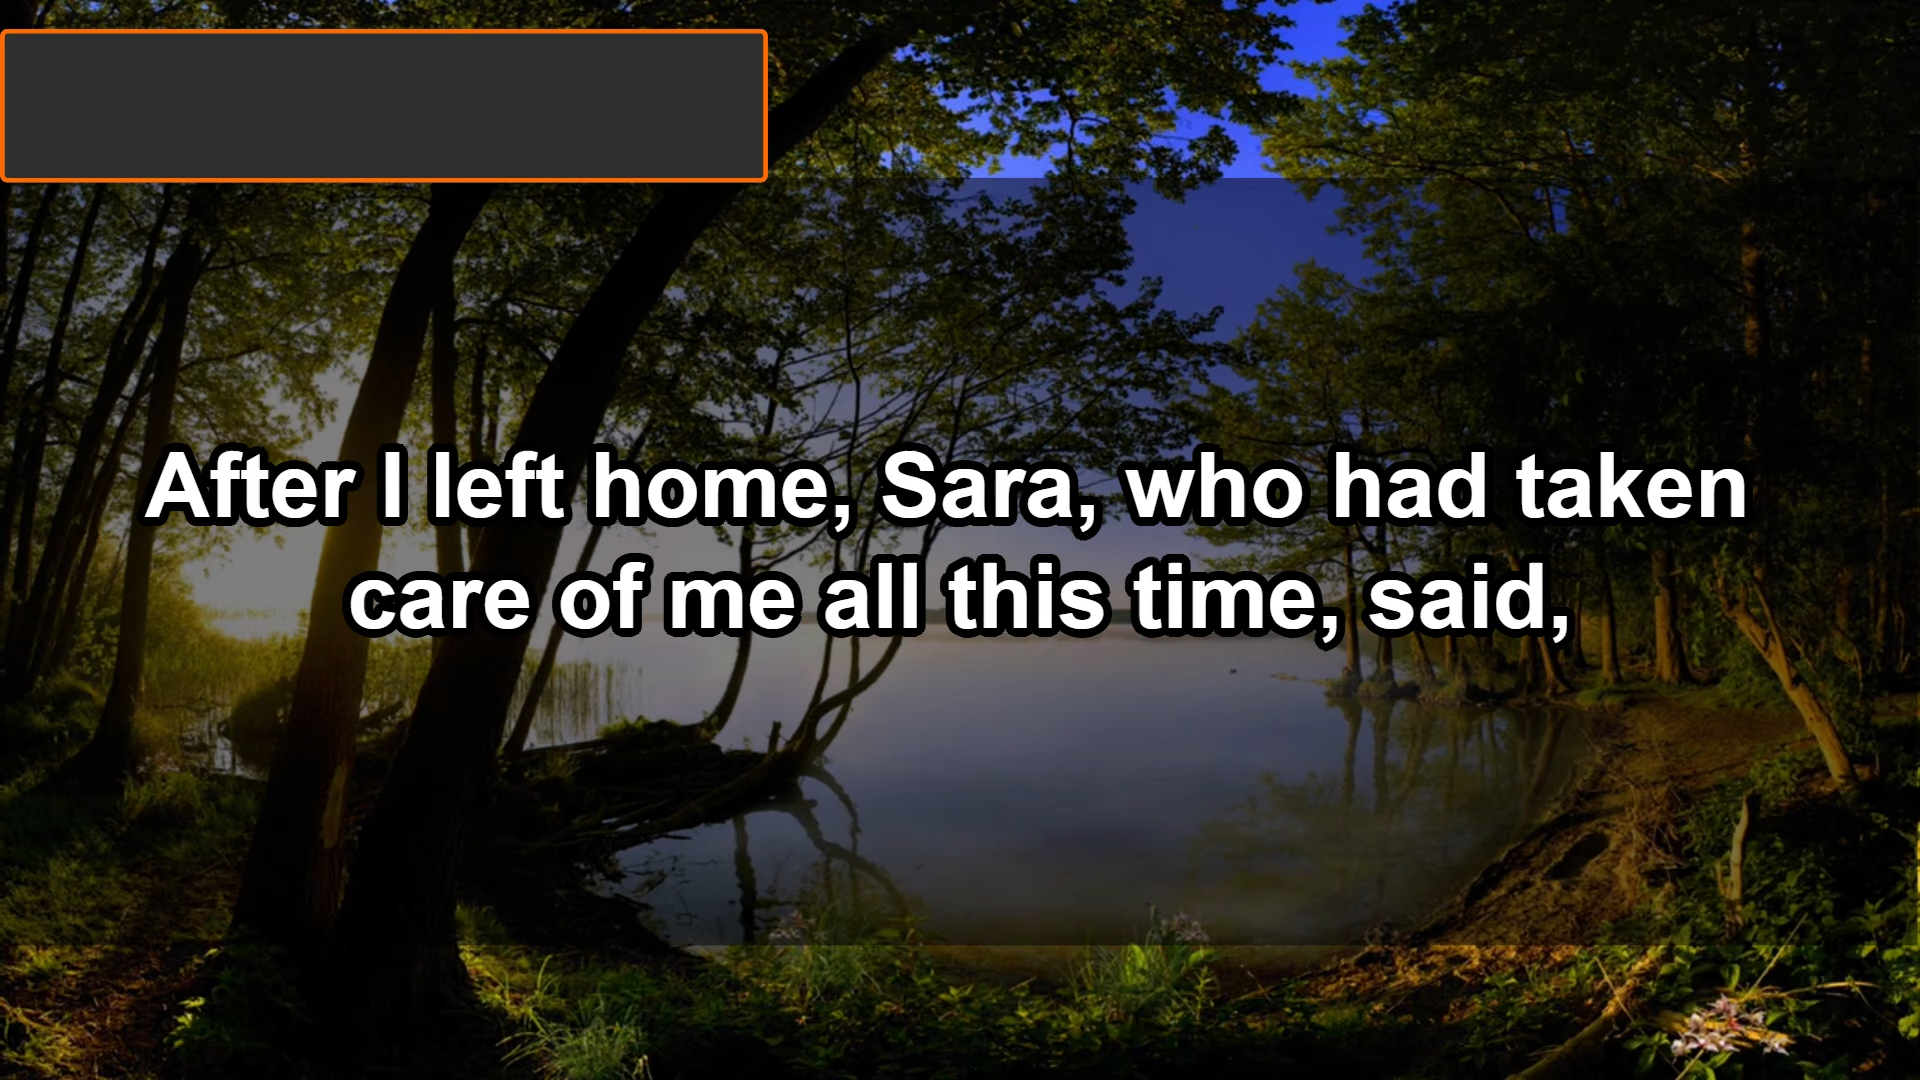 After I left home, Sara, who had taken
care of me all this time, said,